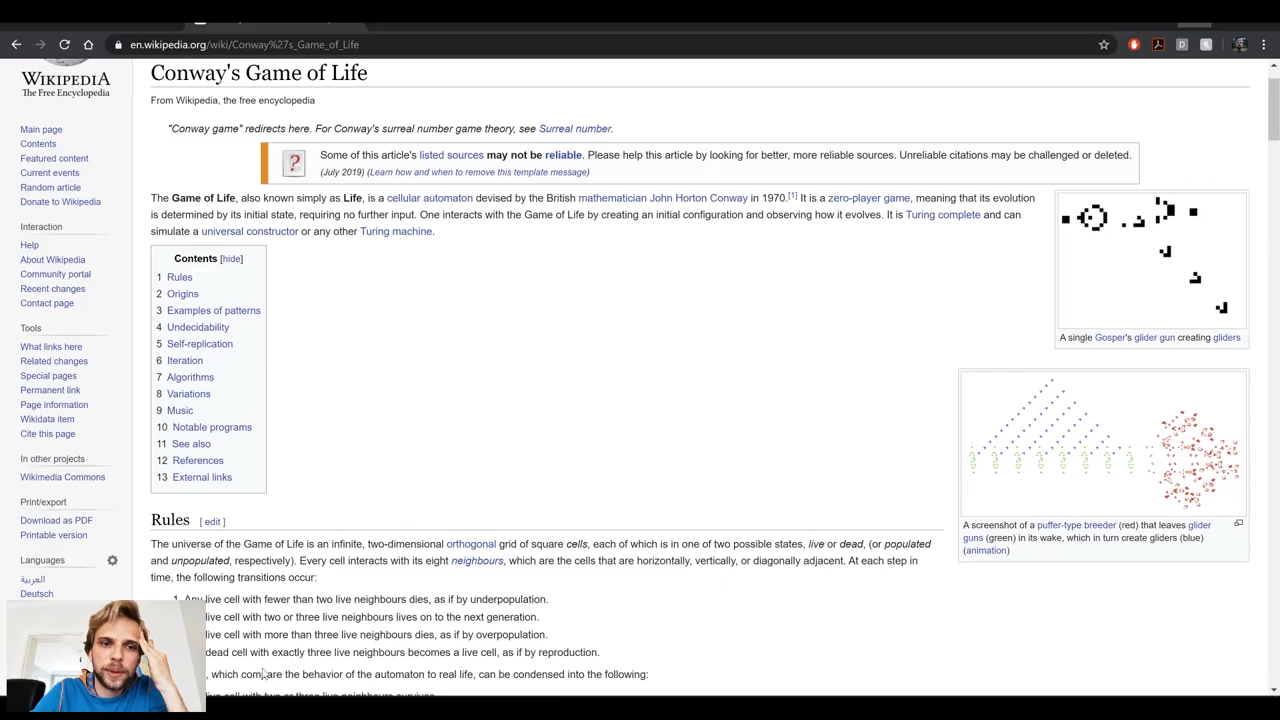 en.wikipedia.org/wiki/Conway%27s_Game_of_Life
WIKIPEDIA
The Free Encyclopedia
Main page
Contents
Featured content
Current events
Random article
Donate to Wikipedia
Interaction
Help
About Wikipedia
Community portal
Recent changes
Contact page
Tools
What links here
Related changes
Special pages
Permanent link
Page information
Wikidata item
Cite this page
In other projects
Wikimedia Commons
Print/export
Download as PDF
Printable version
Languages
العربية
Deutsch
Conway's Game of Life
From Wikipedia, the free encyclopedia
"Conway game" redirects here. For Conway's surreal number game theory, see Surreal number.
?
Some of this article's listed sources may not be reliable. Please help this article by looking for better, more reliable sources. Unreliable citations may be challenged or deleted.
(July 2019) (Learn how and when to remove this template message)
The Game of Life, also known simply as Life, is a cellular automaton devised by the British mathematician John Horton Conway in 1970.[1] It is a zero-player game, meaning that its evolution
is determined by its initial state, requiring no further input. One interacts with the Game of Life by creating an initial configuration and observing how it evolves. It is Turing complete and can
simulate a universal constructor or any other Turing machine.
Contents [hide]
1 Rules
2 Origins
3 Examples of patterns
4 Undecidability
5 Self-replication
6 Iteration
7 Algorithms
8 Variations
9 Music
10 Notable programs
11 See also
12 References
13 External links
A single Gosper's glider gun creating gliders
A screenshot of a puffer-type breeder (red) that leaves glider
guns (green) in its wake, which in turn create gliders (blue)
(animation)
Rules [ edit ]
The universe of the Game of Life is an infinite, two-dimensional orthogonal grid of square cells, each of which is in one of two possible states, live or dead, (or populated
and unpopulated, respectively). Every cell interacts with its eight neighbours, which are the cells that are horizontally, vertically, or diagonally adjacent. At each step in
time, the following transitions occur:
1. Any live cell with fewer than two live neighbours dies, as if by underpopulation.
live cell with two or three live neighbours lives on to the next generation.
live cell with more than three live neighbours dies, as if by overpopulation.
dead cell with exactly three live neighbours becomes a live cell, as if by reproduction.
, which compare the behavior of the automaton to real life, can be condensed into the following:
live cell with two or three live neighbours survives.